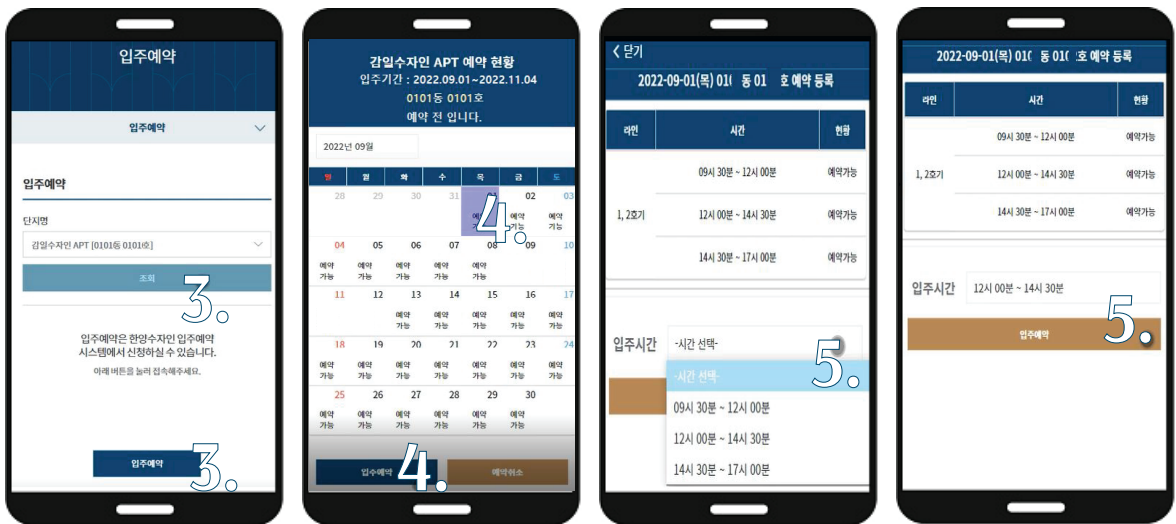 입주예약
입주예약
입주예약
단지명
감일수자인 APT [0101동 0101호]
조회
3.
입주예약은 한양수자인 입주예약
시스템에서 신청하실 수 있습니다.
아래 버튼을 눌러 접속해주세요.
입주예약
3.
감일수자인 APT 예약 현황
입주기간 : 2022.09.01~2022.11.04
0101동 0101호
예약 전 입니다.
2022년 09월
일 월 화 수 목 금 토
28 29 30 31 01 02 03
예약 예약 예약
가능 가능 가능
4.
04 05 06 07 08 09 10
예약 예약 예약 예약 예약
가능 가능 가능 가능 가능
11 12 13 14 15 16 17
예약 예약 예약 예약 예약
가능 가능 가능 가능 가능
18 19 20 21 22 23 24
예약 예약 예약 예약 예약 예약 예약
가능 가능 가능 가능 가능 가능 가능
25 26 27 28 29 30
예약 예약 예약 예약 예약 예약
가능 가능 가능 가능 가능 가능
입주예약 예약취소
4.
닫기
2022-09-01(목) 01( 동 01 호 예약 등록
라인 시간 현황
09시 30분 ~ 12시 00분 예약가능
1, 2호기 12시 00분 ~ 14시 30분 예약가능
14시 30분 ~ 17시 00분 예약가능
입주시간 -시간 선택-
5.
-시간 선택-
09시 30분 ~ 12시 00분
12시 00분 ~ 14시 30분
14시 30분 ~ 17시 00분
2022-09-01(목) 01( 동 01( 호 예약 등록
라인 시간 현황
09시 30분 ~ 12시 00분 예약가능
1, 2호기 12시 00분 ~ 14시 30분 예약가능
14시 30분 ~ 17시 00분 예약가능
입주시간 12시 00분 ~ 14시 30분
입주예약
5.